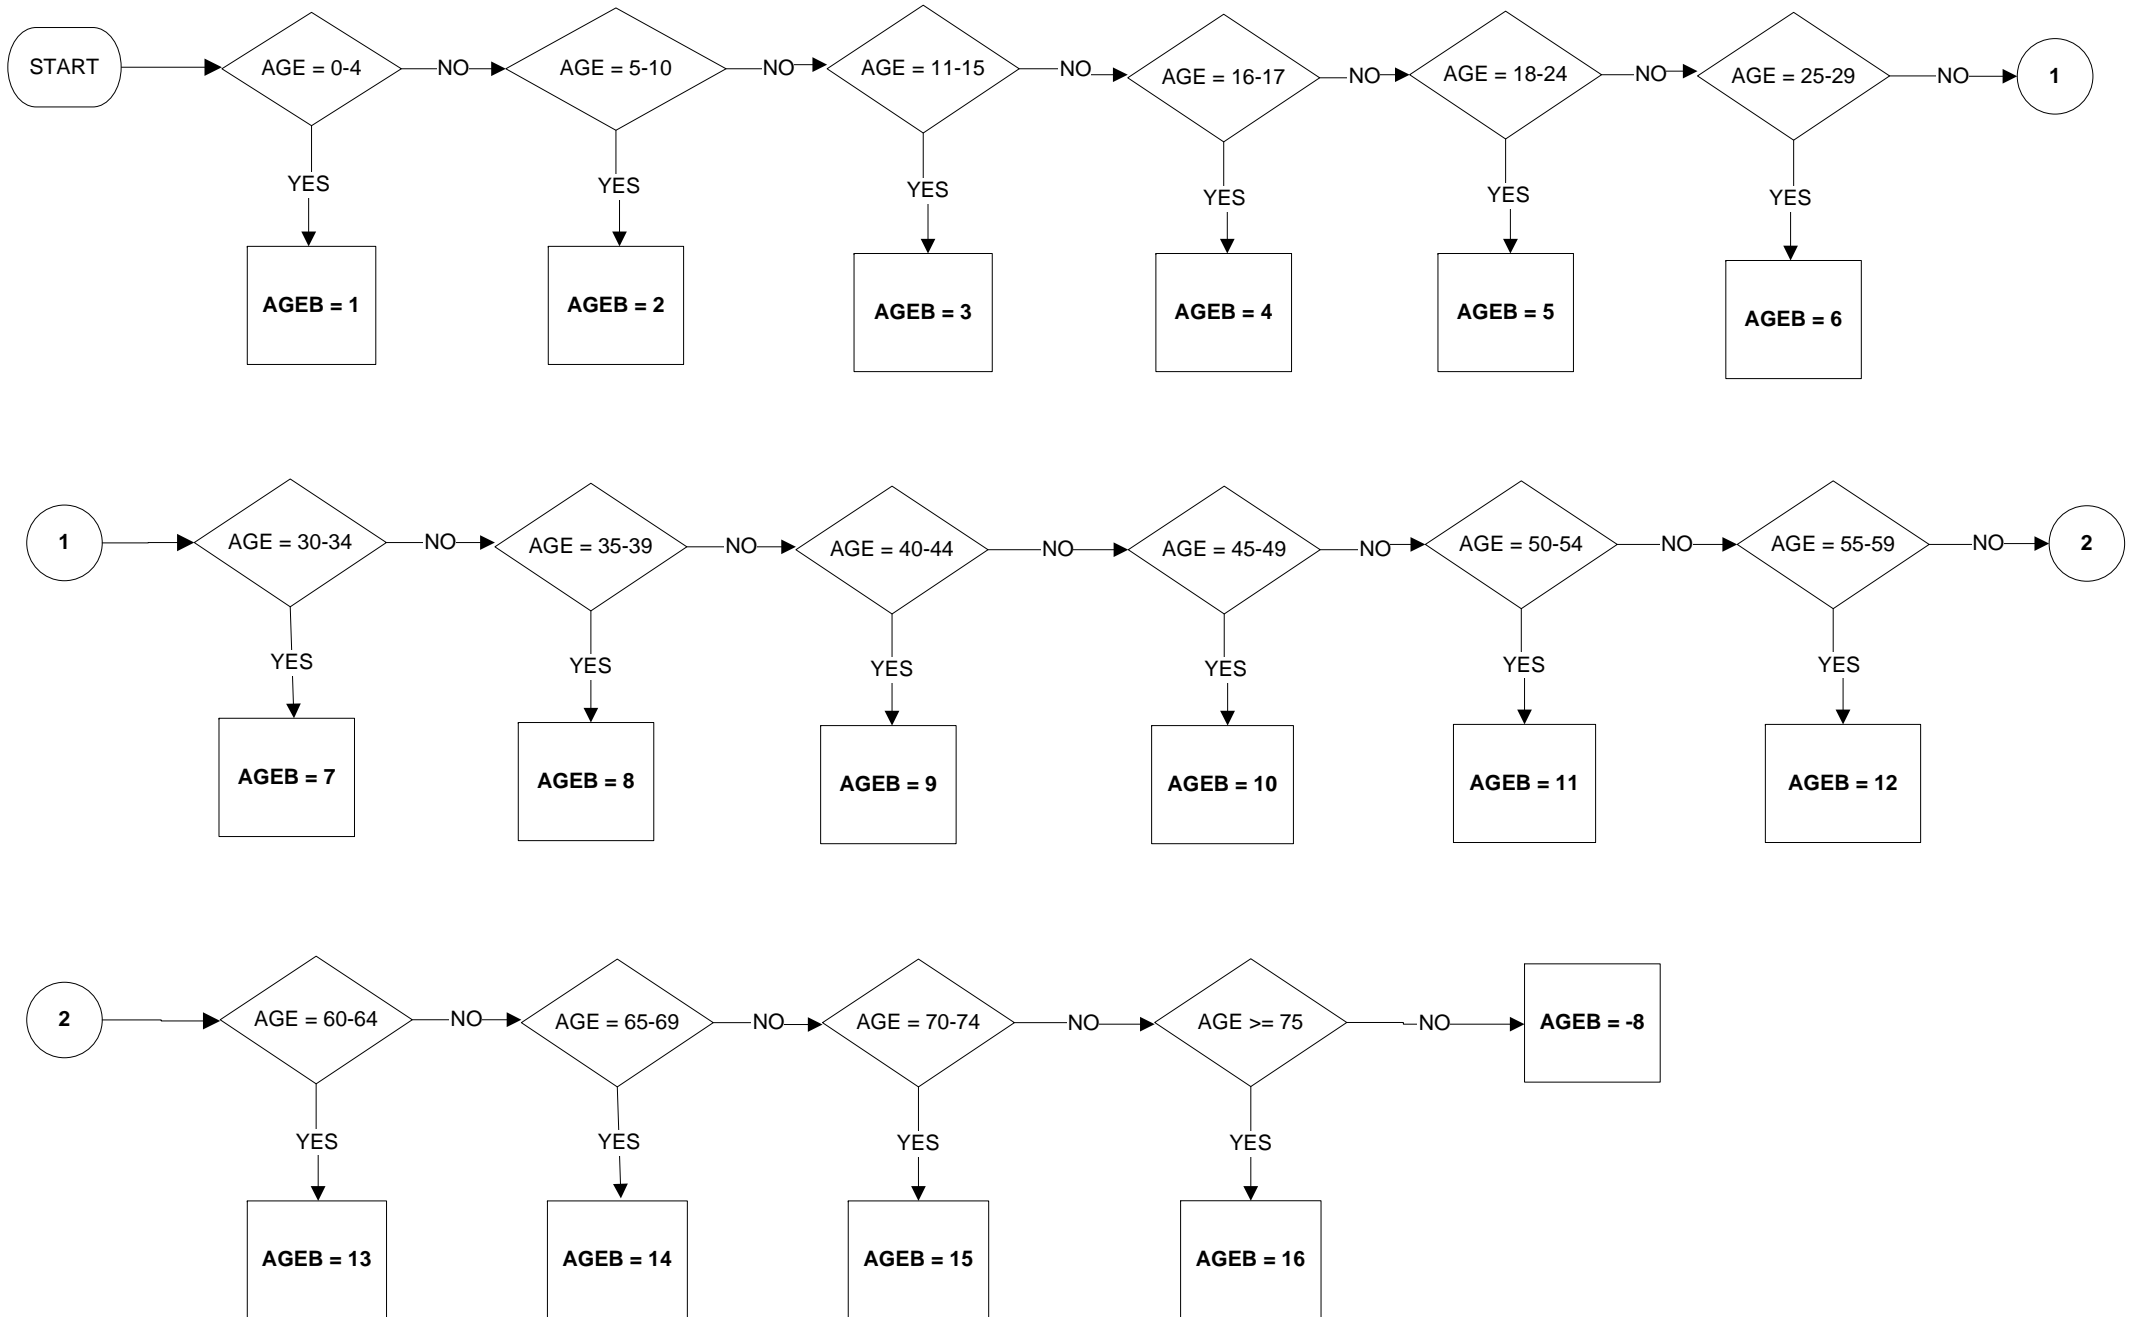 START
AGE = 0-4
NO
AGE = 5-10
NO
AGE = 11-15
NO
AGE = 16-17
NO
AGE = 18-24
NO
AGE = 25-29
NO
1
YES
YES
YES
YES
YES
YES
AGEB = 1
AGEB = 2
AGEB = 3
AGEB = 4
AGEB = 5
AGEB = 6
1
AGE = 30-34
NO
AGE = 35-39
NO
AGE = 40-44
NO
AGE = 45-49
NO
AGE = 50-54
NO
AGE = 55-59
NO
2
YES
YES
YES
YES
YES
YES
AGEB = 7
AGEB = 8
AGEB = 9
AGEB = 10
AGEB = 11
AGEB = 12
2
AGE = 60-64
NO
AGE = 65-69
NO
AGE = 70-74
NO
AGE >= 75
NO
AGEB = -8
YES
YES
YES
YES
AGEB = 13
AGEB = 14
AGEB = 15
AGEB = 16